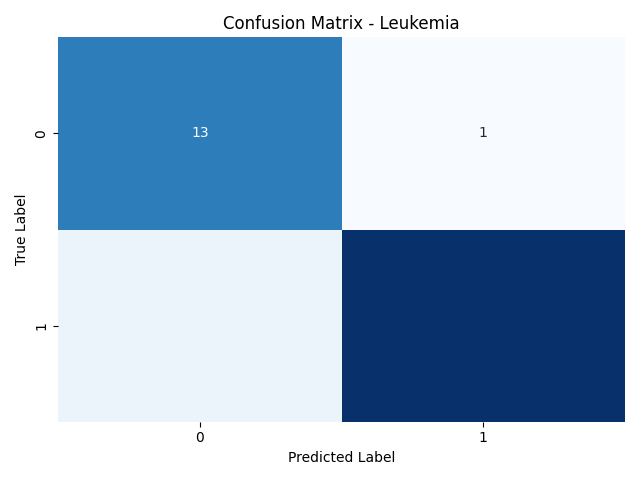 Confusion Matrix - Leukemia
True Label
0
13
1
1
0
1
Predicted Label